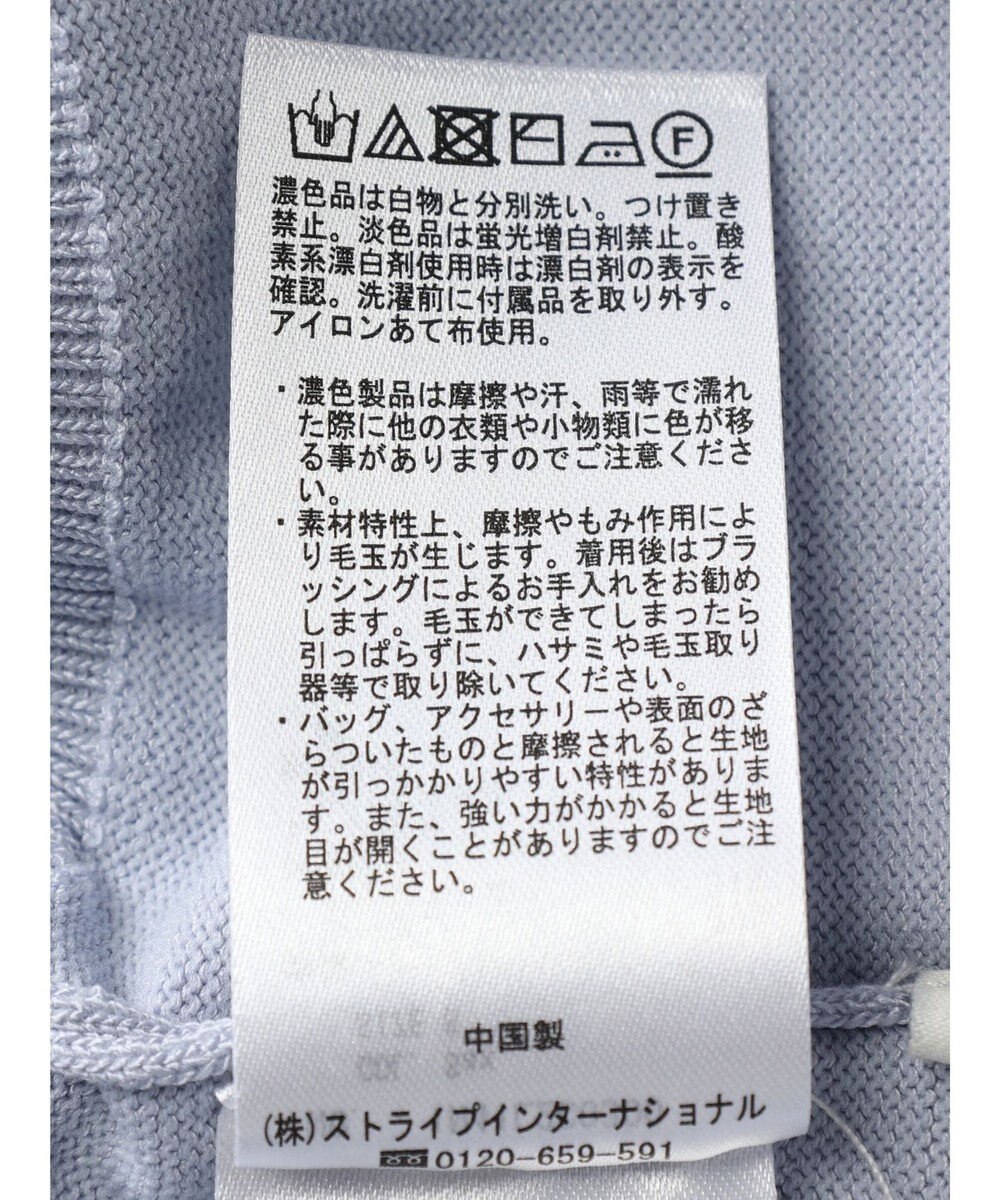 F
濃色品は白物と分別洗い。つけ置き
禁止。淡色品は蛍光増白剤禁止。酸
素系漂白剤使用時は漂白剤の表示を
確認。洗濯前に付属品を取り外す。
アイロンあて布使用。
・濃色製品は摩擦や汗、雨等で濡れ
た際に他の衣類や小物類に色が移
る事がありますのでご注意くださ
い。
・素材特性上、摩擦やもみ作用によ
り毛玉が生じます。着用後はブラ
ッシングによるお手入れをお勧め
します。毛玉ができてしまったら
引っぱらずに、ハサミや毛玉取り
器等で取り除いてください。
・バッグ、アクセサリーや表面のざ
らついたものと摩擦されると生地
が引っかかりやすい特性がありま
す。また、強い力がかかると生地
目が開くことがありますのでご注
意ください。
中国製
(株)ストライプインターナショナル
0120-659-591